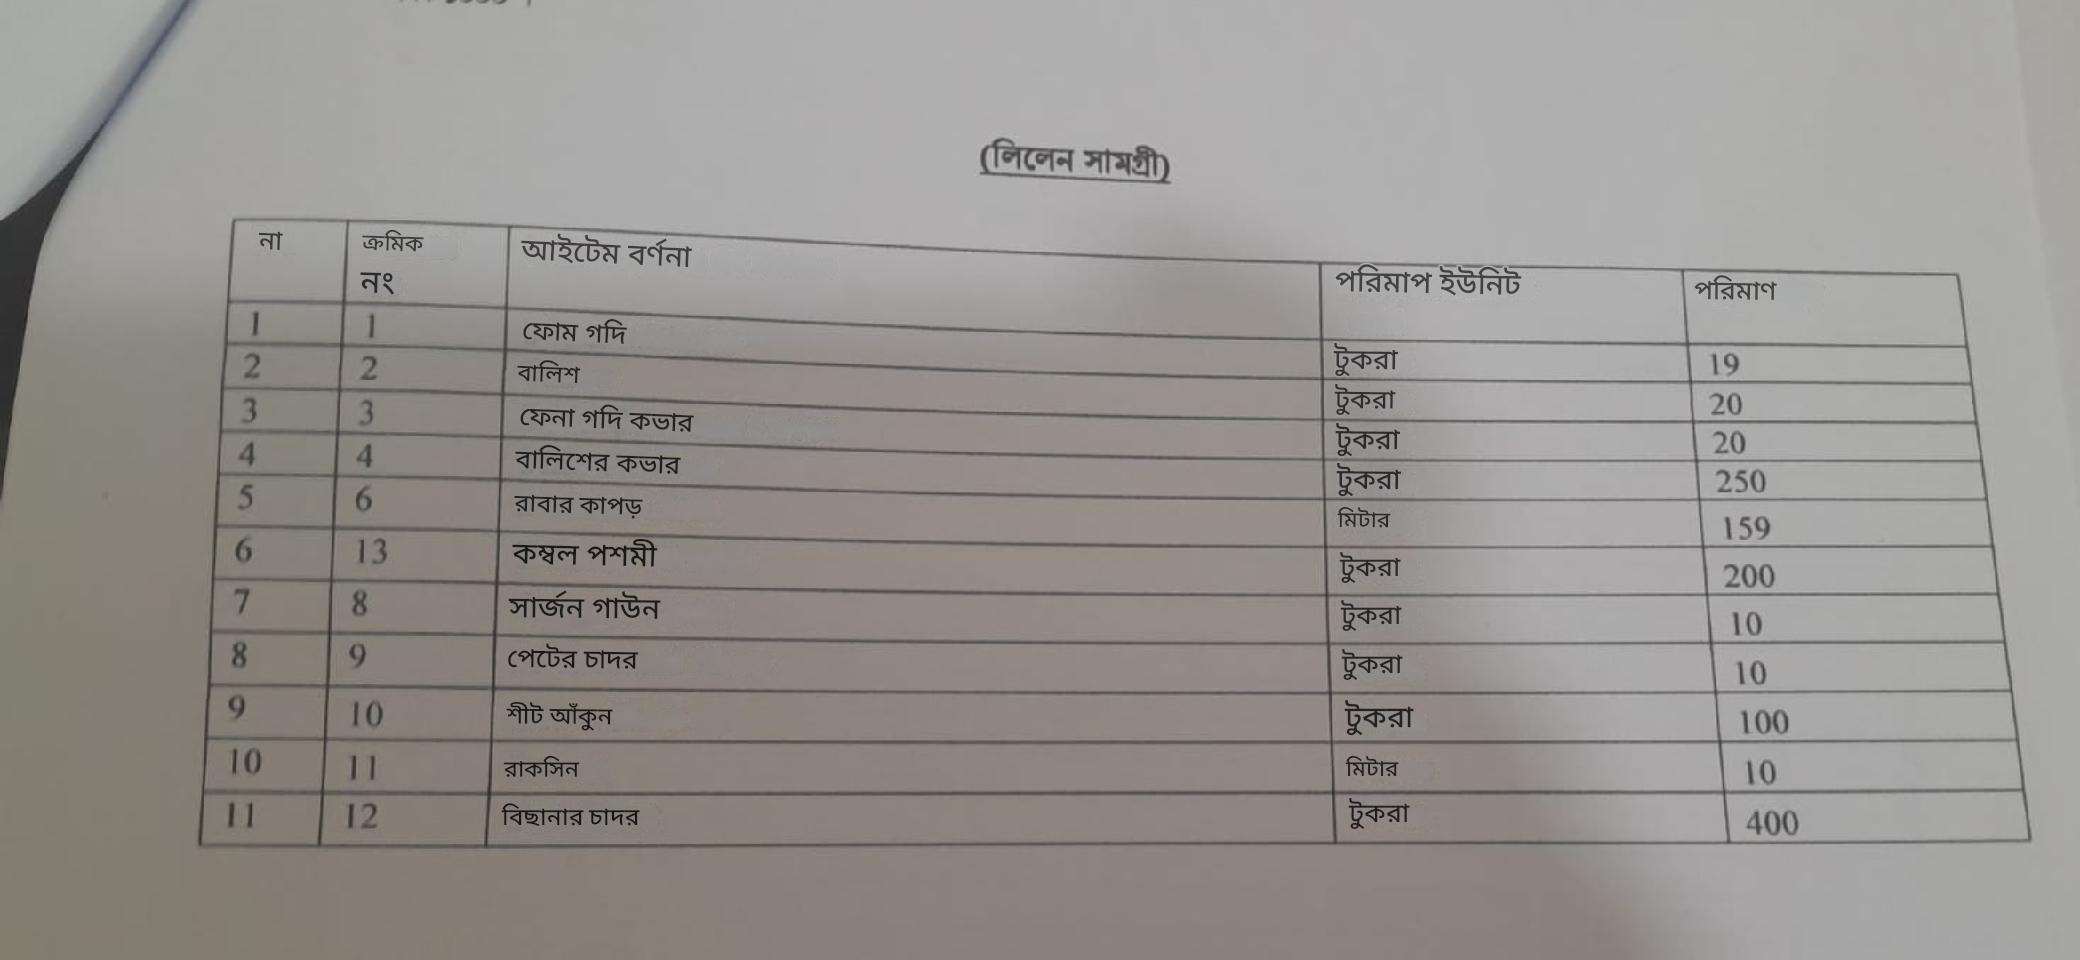 (লিলেন সামগ্রী)
না ক্রমিক নং আইটেম বর্ণনা পরিমাপ ইউনিট পরিমাণ
1 1 ফোম গদি টুকরা 19
2 2 বালিশ টুকরা 20
3 3 ফেনা গদি কভার টুকরা 20
4 4 বালিশের কভার টুকরা 250
5 6 রাবার কাপড় মিটার 159
6 13 কম্বল পশমী টুকরা 200
7 8 সার্জন গাউন টুকরা 10
8 9 পেটের চাদর টুকরা 10
9 10 শীট আঁকুন টুকরা 100
10 11 রাকসিন মিটার 10
11 12 বিছানার চাদর টুকরা 400